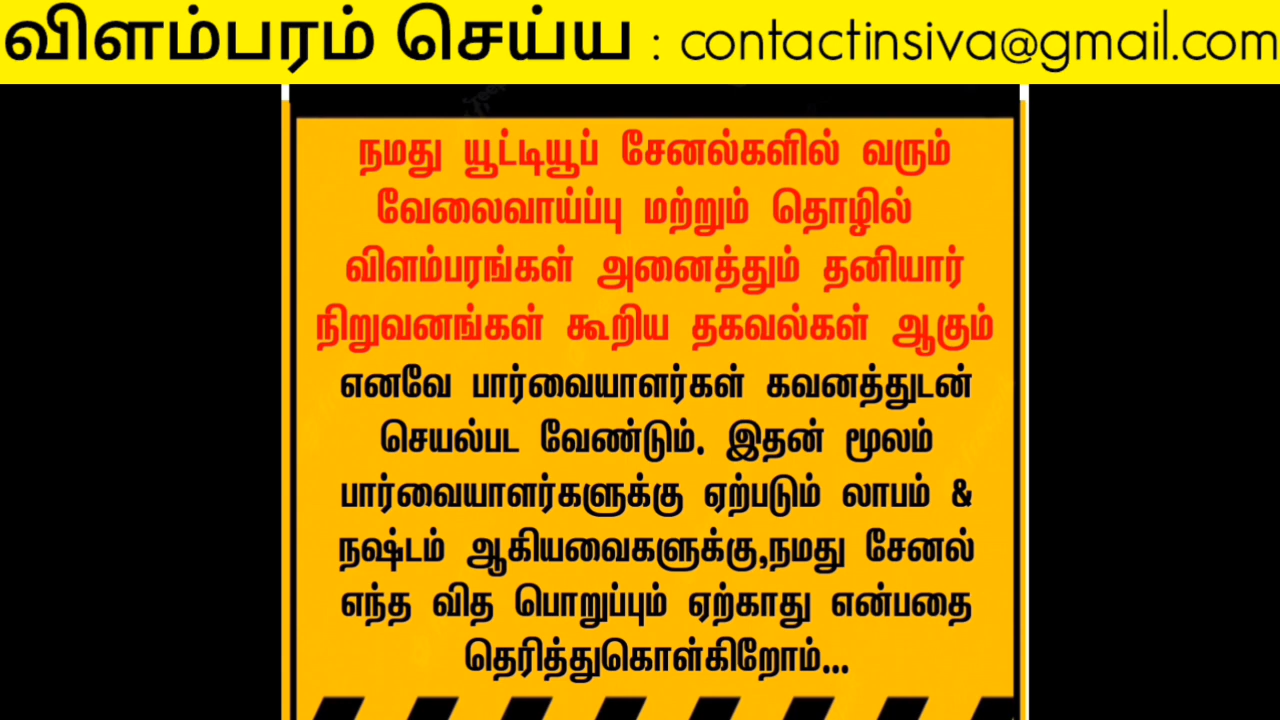 விளம்பரம் செய்ய : contactinsiva@gmail.com
நமது யூட்டியூப் சேனல்களில் வரும்
வேலைவாய்ப்பு மற்றும் தொழில்
விளம்பரங்கள் அனைத்தும் தனியார்
நிறுவனங்கள் கூறிய தகவல்கள் ஆகும்
எனவே பார்வையாளர்கள் கவனத்துடன்
செயல்பட வேண்டும். இதன் மூலம்
பார்வையாளர்களுக்கு ஏற்படும் லாபம் &
நஷ்டம் ஆகியவைகளுக்கு,நமது சேனல்
எந்த வித பொறுப்பும் ஏற்காது என்பதை
தெரித்துகொள்கிறோம்...